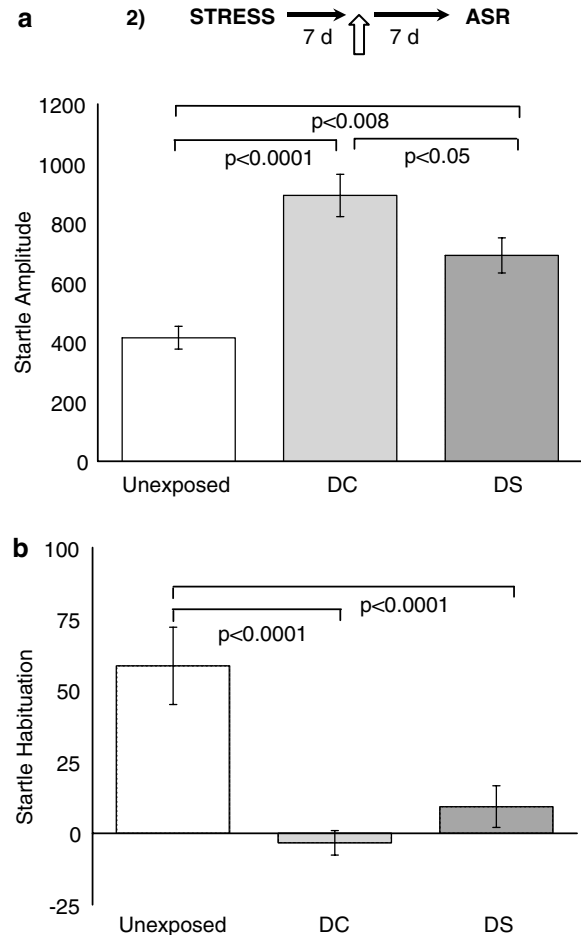 a 2) STRESS ASR
7 d 7 d
1200
1000
800
600
400
200
0
Startle Amplitude
p<0.008
p<0.0001 p<0.05
Unexposed DC DS
b
100
75
50
25
0
-25
Startle Habituation
p<0.0001
p<0.0001
Unexposed DC DS